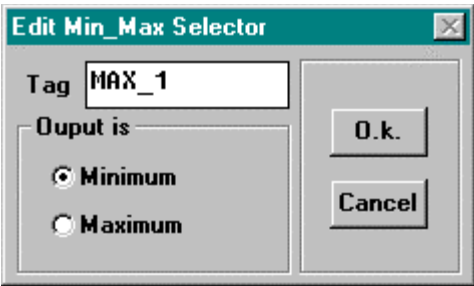 Edit Min_Max Selector
Tag MAX_1
Ouput is
Minimum
Maximum
O.k.
Cancel